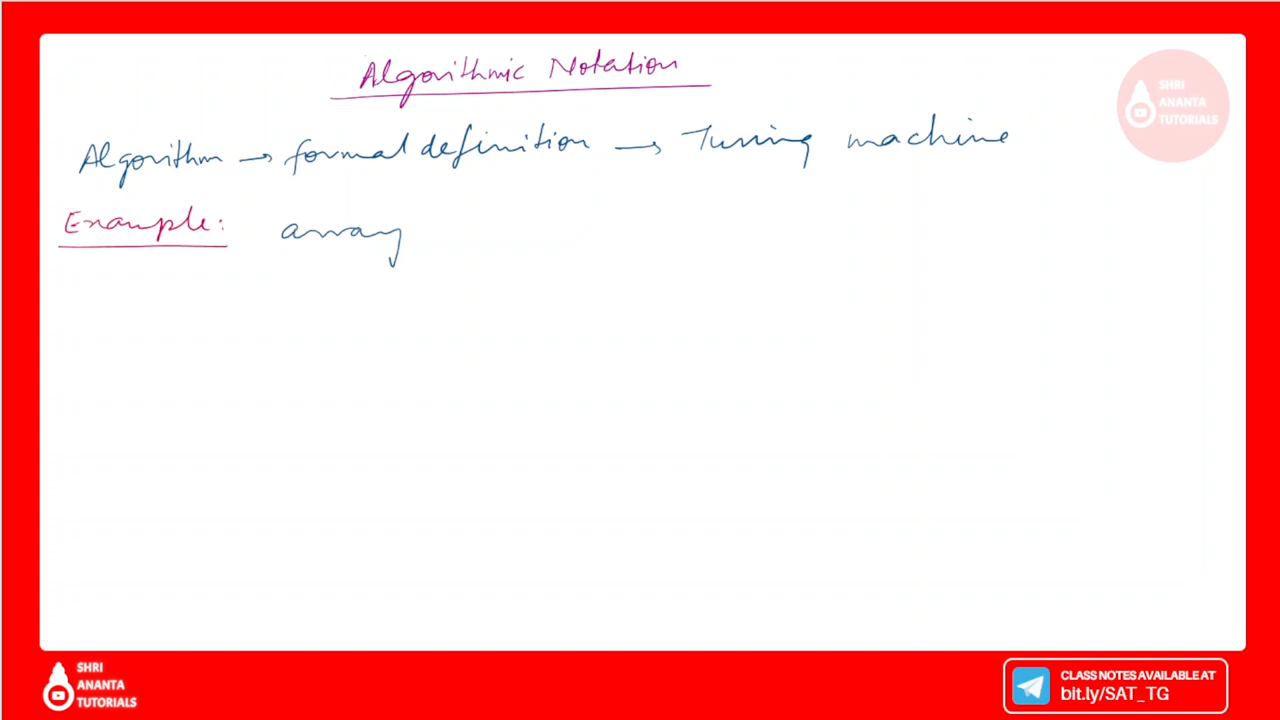 Algorithmic Notation
SHRI
ANANTA
TUTORIALS
Algorithm → formal definition → Turing machine
Example: array
SHRI
ANANTA
TUTORIALS
CLASS NOTES AVAILABLE AT
bit.ly/SAT_TG